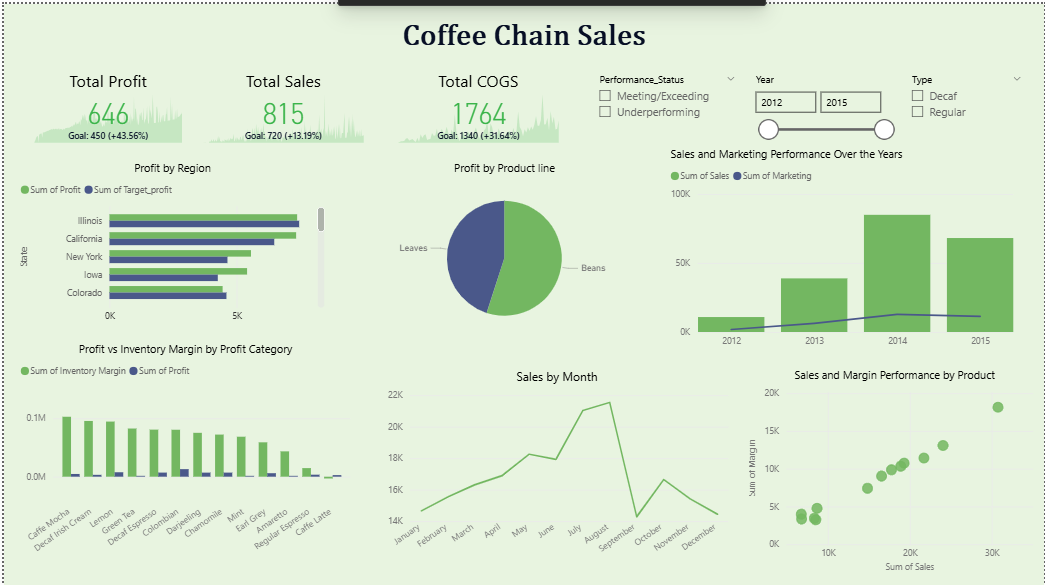 Coffee Chain Sales
Total Profit
646
Goal: 450 (+43.56%)
Total Sales
815
Goal: 720 (+13.19%)
Total COGS
1764
Goal: 1340 (+31.64%)
Performance_Status
Meeting/Exceeding
Underperforming
Year
2012
2015
Type
Decaf
Regular
Profit by Region
Sum of Profit
Sum of Target_profit
State
Illinois
California
New York
Iowa
Colorado
0K
5K
Profit by Product line
Leaves
Beans
Sales and Marketing Performance Over the Years
Sum of Sales
Sum of Marketing
100K
50K
0K
2012
2013
2014
2015
Profit vs Inventory Margin by Profit Category
Sum of Inventory Margin
Sum of Profit
0.1M
0.0M
Caffe Mocha
Decaf Irish Cream
Lemon
Green Tea
Decaf Espresso
Colombian
Darjeeling
Chamomile
Mint
Earl Grey
Amaretto
Regular Espresso
Caffe Latte
Sales by Month
22K
20K
18K
16K
14K
January
February
March
April
May
June
July
August
September
October
November
December
Sales and Margin Performance by Product
Sum of Margin
20K
15K
10K
5K
0K
10K
20K
30K
Sum of Sales